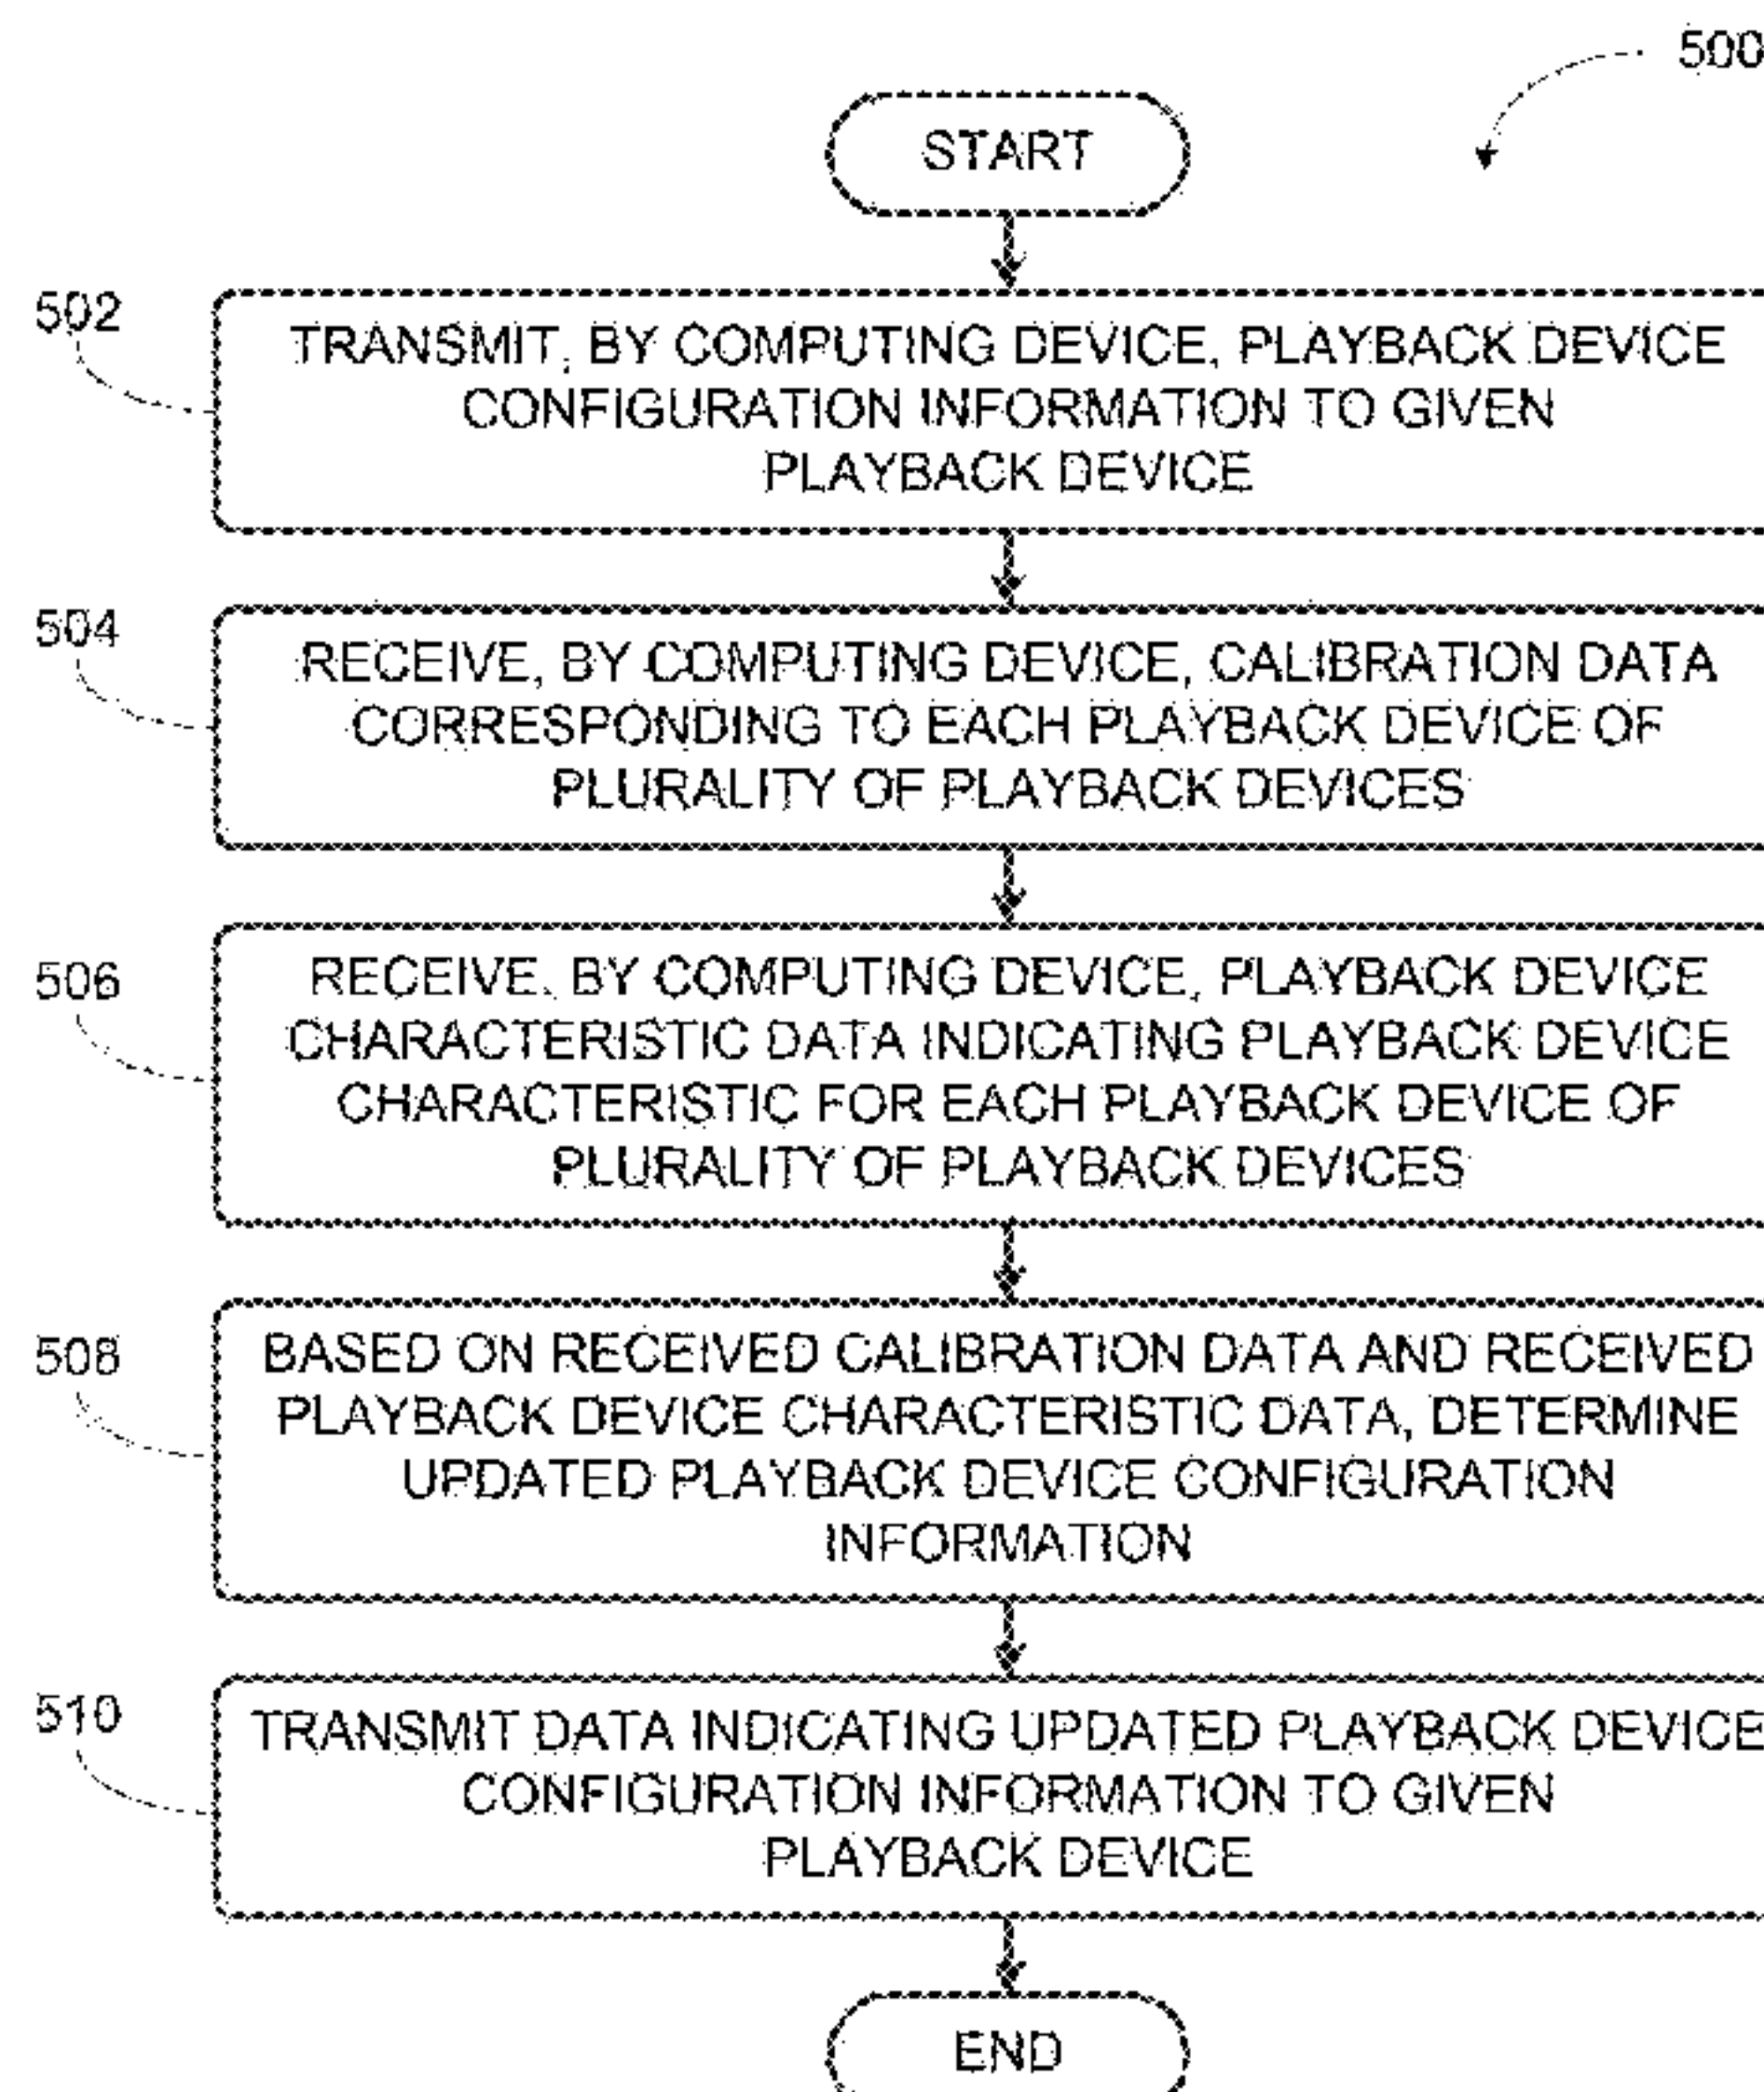 500
START
502
TRANSMIT, BY COMPUTING DEVICE, PLAYBACK DEVICE
CONFIGURATION INFORMATION TO GIVEN
PLAYBACK DEVICE
504
RECEIVE, BY COMPUTING DEVICE, CALIBRATION DATA
CORRESPONDING TO EACH PLAYBACK DEVICE OF
PLURALITY OF PLAYBACK DEVICES
506
RECEIVE, BY COMPUTING DEVICE, PLAYBACK DEVICE
CHARACTERISTIC DATA INDICATING PLAYBACK DEVICE
CHARACTERISTIC FOR EACH PLAYBACK DEVICE OF
PLURALITY OF PLAYBACK DEVICES
508
BASED ON RECEIVED CALIBRATION DATA AND RECEIVED
PLAYBACK DEVICE CHARACTERISTIC DATA, DETERMINE
UPDATED PLAYBACK DEVICE CONFIGURATION
INFORMATION
510
TRANSMIT DATA INDICATING UPDATED PLAYBACK DEVICE
CONFIGURATION INFORMATION TO GIVEN
PLAYBACK DEVICE
END